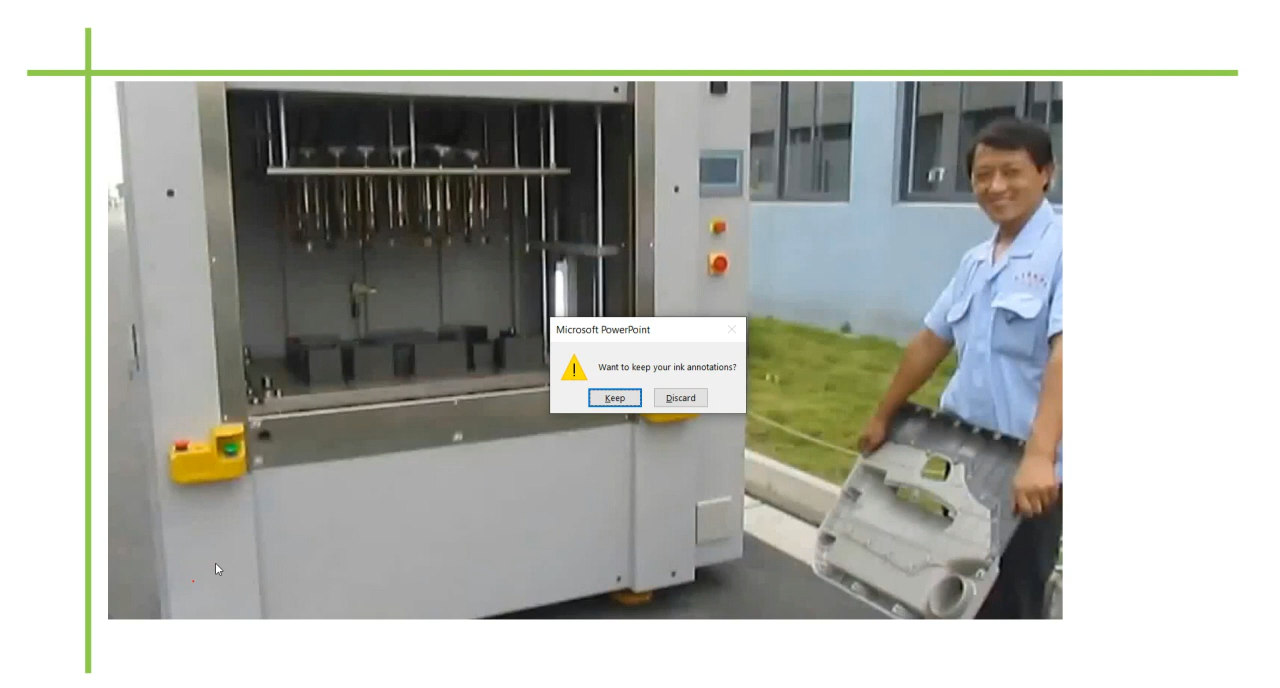 Microsoft PowerPoint
Want to keep your ink annotations?
Keep
Discard